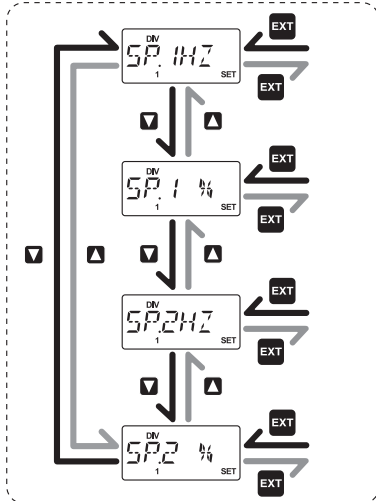 EXT
DIV
SP. 1HZ
1 SET
EXT
EXT
DIV
SP. 1 %
1 SET
EXT
EXT
DIV
SP.2HZ
1 SET
EXT
EXT
DIV
SP.2 %
1 SET
EXT